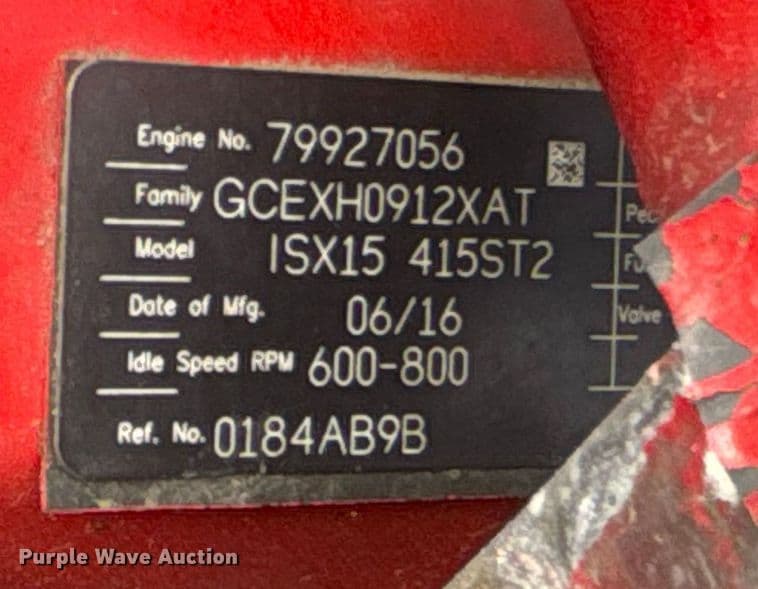 Engine No. 79927056
Family GCEXH0912XAT
Model ISX15 415ST2
Date of Mfg. 06/16
Idle Speed RPM 600-800
Ref. No. 0184AB9B
Valve
Purple Wave Auction